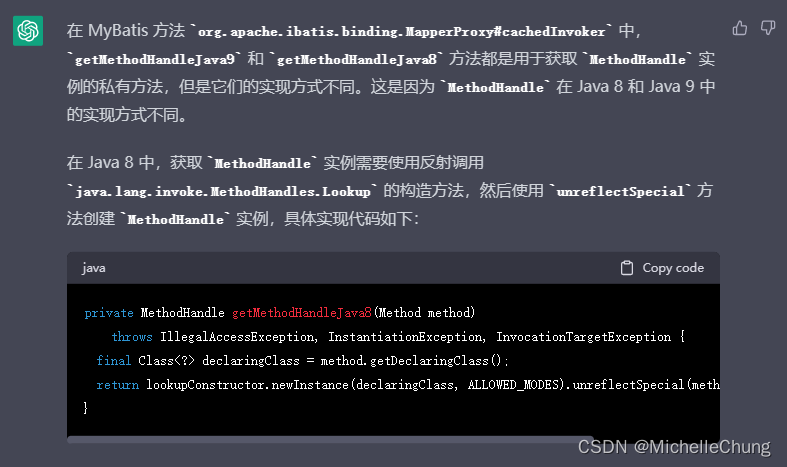 在 MyBatis 方法 `org.apache.ibatis.binding.MapperProxy#cachedInvoker` 中，
`getMethodHandleJava9` 和 `getMethodHandleJava8` 方法都是用于获取 `MethodHandle` 实
例的私有方法，但是它们的实现方式不同。这是因为 `MethodHandle` 在 Java 8 和 Java 9 中
的实现方式不同。
在 Java 8 中，获取 `MethodHandle` 实例需要使用反射调用
`java.lang.invoke.MethodHandles.Lookup` 的构造方法，然后使用 `unreflectSpecial` 方
法创建 `MethodHandle` 实例，具体实现代码如下：
java Copy code
private MethodHandle getMethodHandleJava8(Method method)
throws IllegalAccessException, InstantiationException, InvocationTargetException {
final Class<?> declaringClass = method.getDeclaringClass();
return lookupConstructor.newInstance(declaringClass, ALLOWED_MODES).unreflectSpecial(meth
}
CSDN @MichelleChung